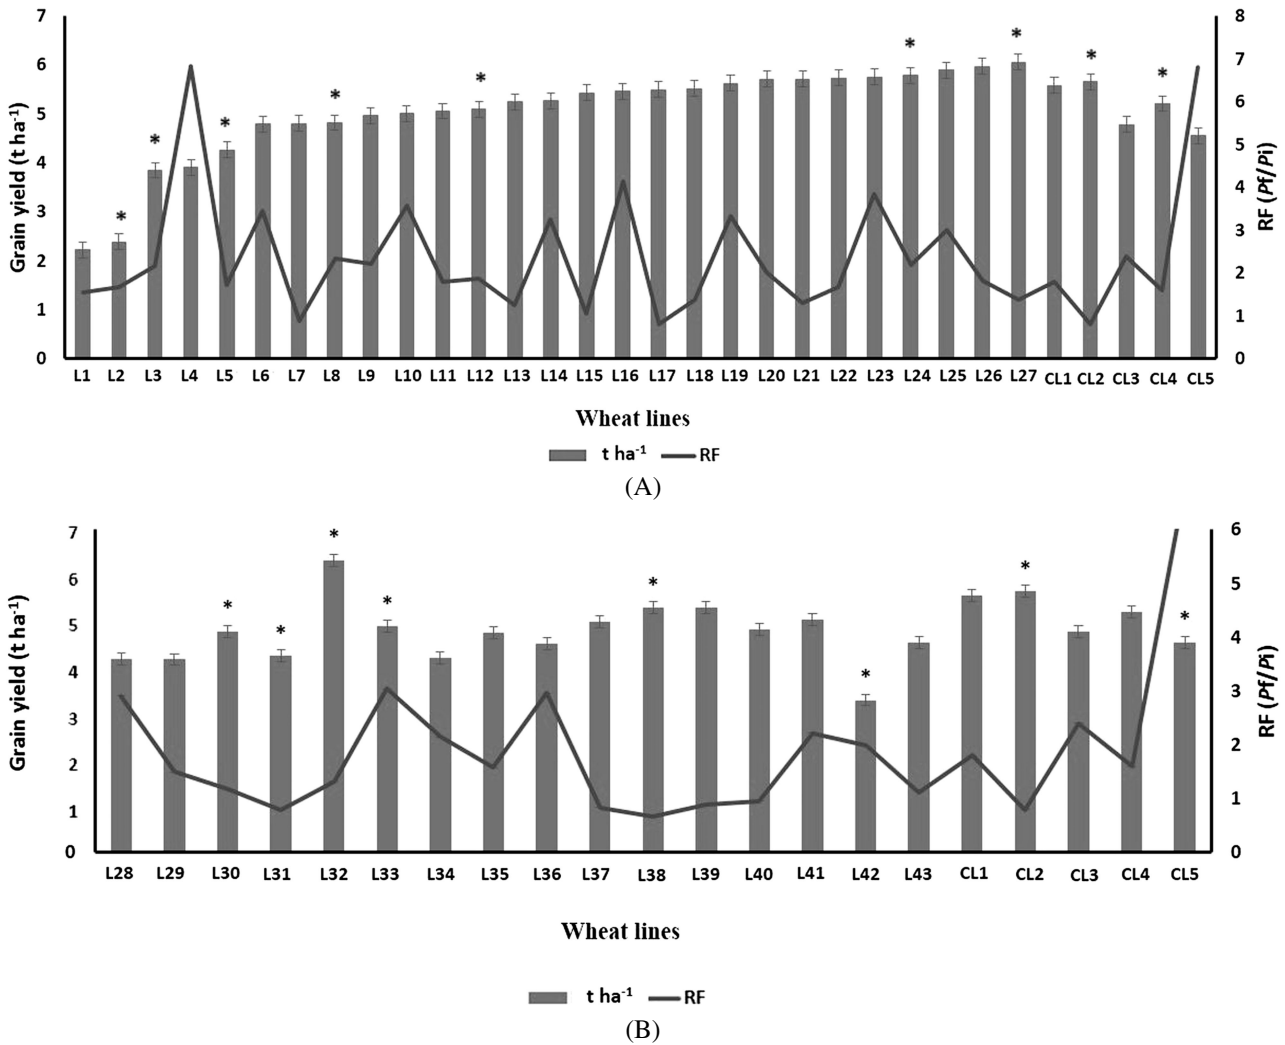 7
6
5
4
3
2
1
0
Grain yield (t ha-1)
* * * * * * * * * *
8
7
6
5
4
3
2
1
0
RF (Pf/Pi)
L1 L2 L3 L4 L5 L6 L7 L8 L9 L10 L11 L12 L13 L14 L15 L16 L17 L18 L19 L20 L21 L22 L23 L24 L25 L26 L27 CL1 CL2 CL3 CL4 CL5
Wheat lines
t ha-1 RF
(A)
7
6
5
4
3
2
1
0
Grain yield (t ha-1)
* * * * * * * *
6
5
4
3
2
1
0
RF (Pf/Pi)
L28 L29 L30 L31 L32 L33 L34 L35 L36 L37 L38 L39 L40 L41 L42 L43 CL1 CL2 CL3 CL4 CL5
Wheat lines
t ha-1 RF
(B)